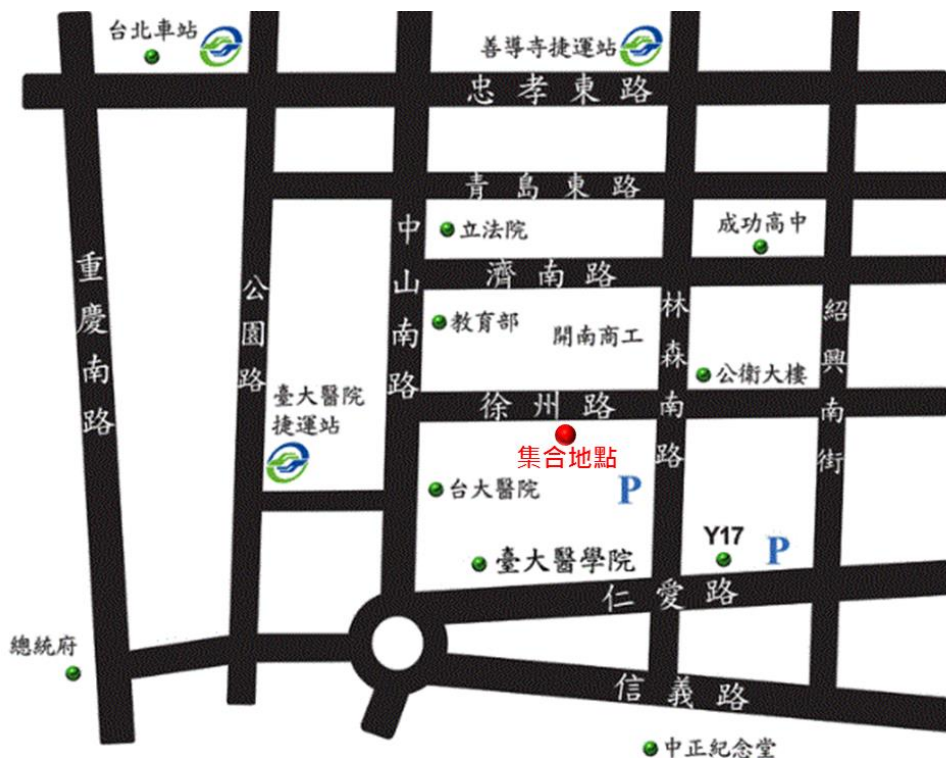 台北車站
善導寺捷運站
忠孝東路
青島東路
立法院
成功高中
中山南路
濟南路
重慶南路
公園路
教育部
開南商工
林森南路
紹興南街
公衛大樓
臺大醫院
捷運站
徐州路
集合地點
台大醫院
P
Y17
P
臺大醫學院
仁愛路
總統府
信義路
中正紀念堂